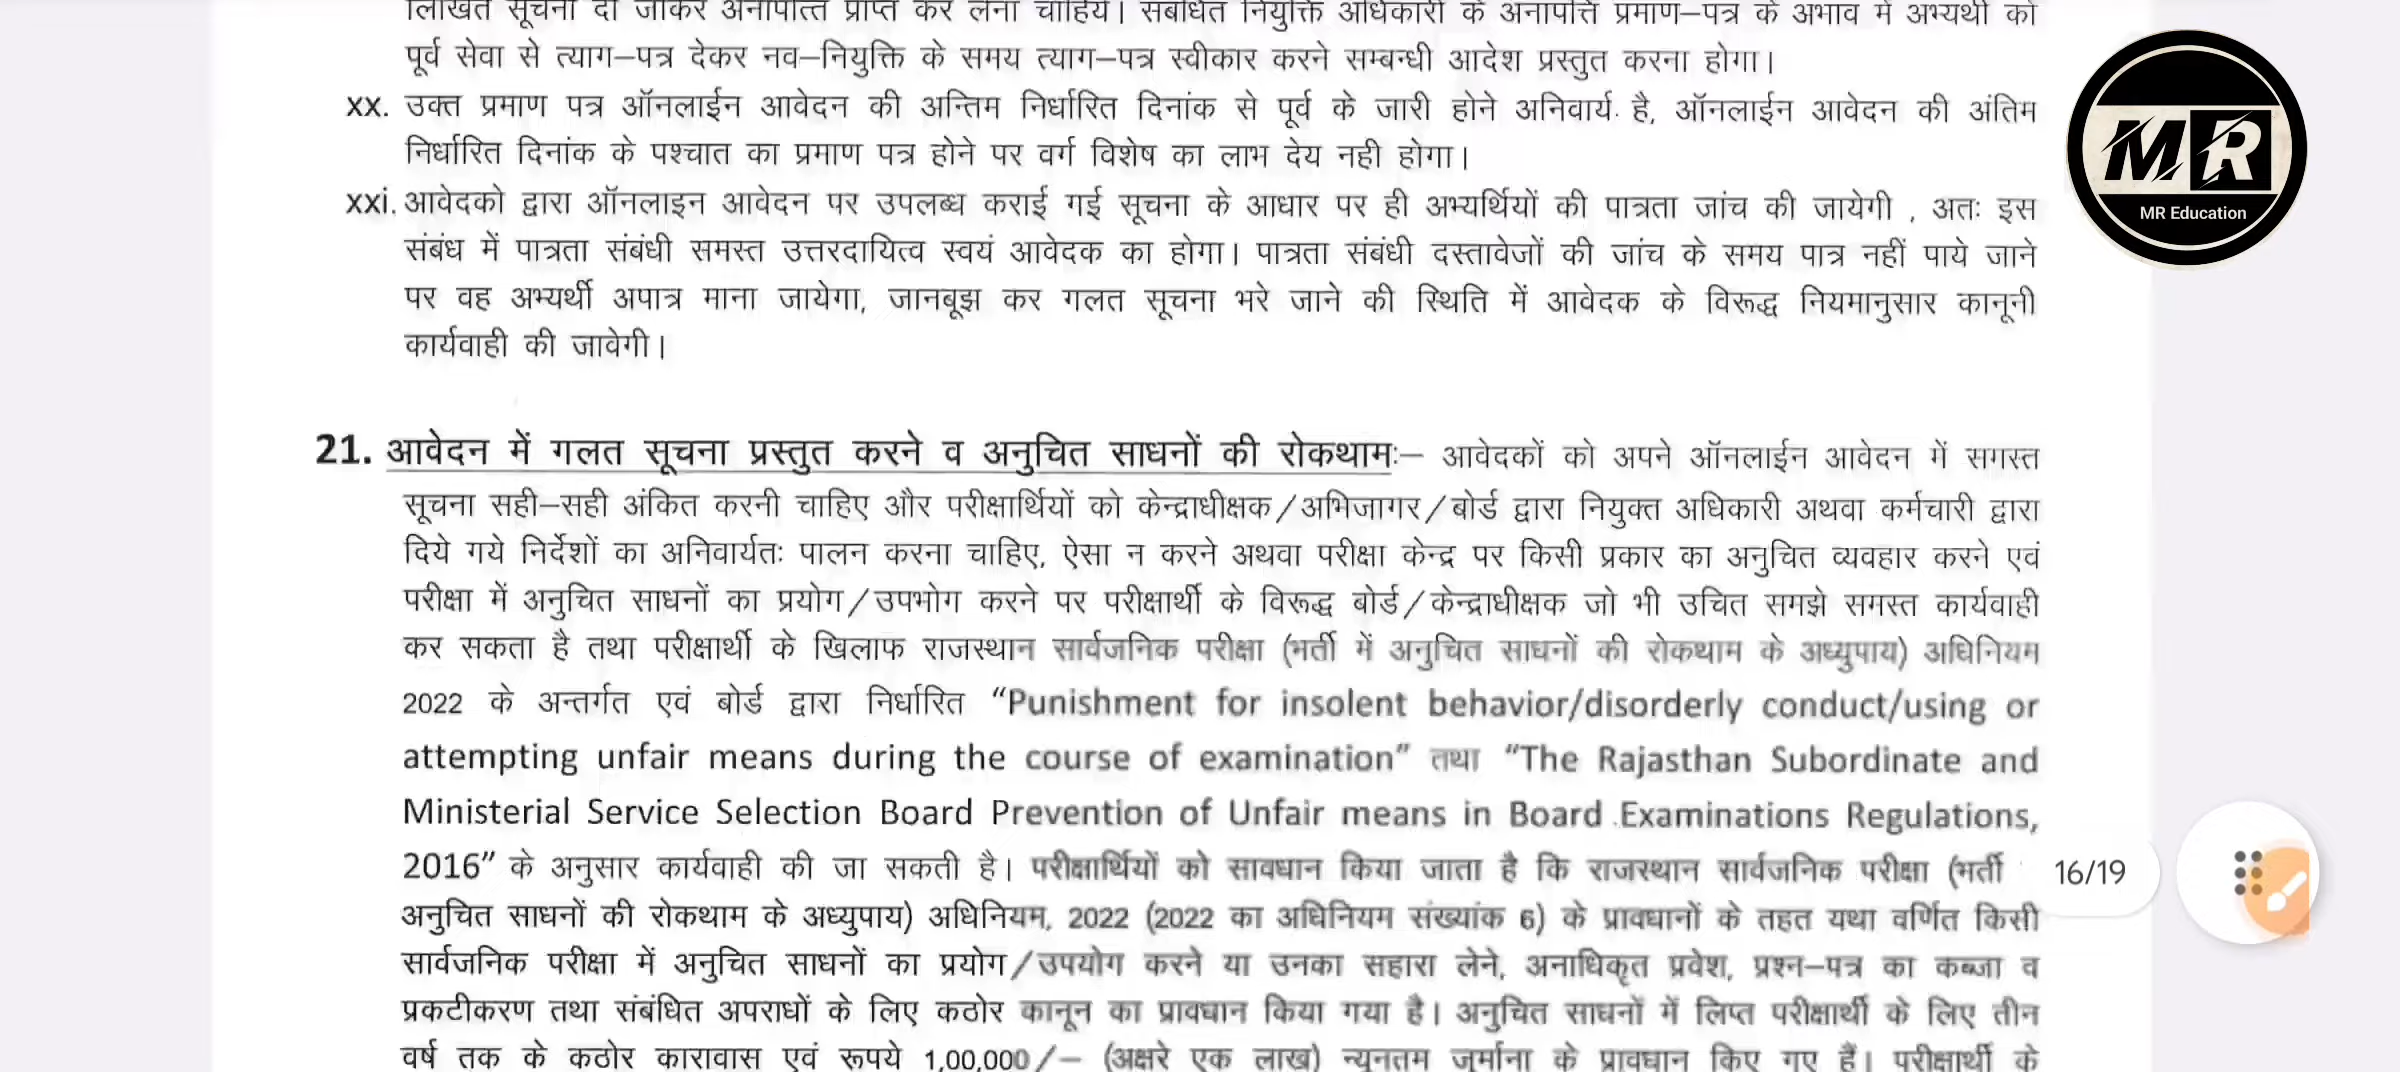 लिखित सूचना दी जाकर अनापत्ति प्राप्त कर लेनी चाहिये। संबंधित नियुक्ति अधिकारी के अनापत्ति प्रमाण–पत्र के अभाव में अभ्यर्थी को
पूर्व सेवा से त्याग–पत्र देकर नव–नियुक्ति के समय त्याग–पत्र स्वीकार करने सम्बन्धी आदेश प्रस्तुत करना होगा।
xx. उक्त प्रमाण पत्र ऑनलाईन आवेदन की अन्तिम निर्धारित दिनांक से पूर्व के जारी होने अनिवार्य है, ऑनलाईन आवेदन की अंतिम
निर्धारित दिनांक के पश्चात का प्रमाण पत्र होने पर वर्ग विशेष का लाभ देय नही होगा।
xxi. आवेदको द्वारा ऑनलाइन आवेदन पर उपलब्ध कराई गई सूचना के आधार पर ही अभ्यर्थियों की पात्रता जांच की जायेगी , अतः इस
संबंध में पात्रता संबंधी समस्त उत्तरदायित्व स्वयं आवेदक का होगा। पात्रता संबंधी दस्तावेजों की जांच के समय पात्र नहीं पाये जाने
पर वह अभ्यर्थी अपात्र माना जायेगा, जानबूझ कर गलत सूचना भरे जाने की स्थिति में आवेदक के विरूद्ध नियमानुसार कानूनी
कार्यवाही की जावेगी।
MR
MR Education
21. आवेदन में गलत सूचना प्रस्तुत करने व अनुचित साधनों की रोकथामः– आवेदकों को अपने ऑनलाईन आवेदन में सगस्त
सूचना सही–सही अंकित करनी चाहिए और परीक्षार्थियों को केन्द्राधीक्षक/अभिजागर/बोर्ड द्वारा नियुक्त अधिकारी अथवा कर्मचारी द्वारा
दिये गये निर्देशों का अनिवार्यतः पालन करना चाहिए, ऐसा न करने अथवा परीक्षा केन्द्र पर किसी प्रकार का अनुचित व्यवहार करने एवं
परीक्षा में अनुचित साधनों का प्रयोग/उपभोग करने पर परीक्षार्थी के विरूद्ध बोर्ड/केन्द्राधीक्षक जो भी उचित समझे समस्त कार्यवाही
कर सकता है तथा परीक्षार्थी के खिलाफ राजस्थान सार्वजनिक परीक्षा (भर्ती में अनुचित साधनों की रोकथाम के अध्युपाय) अधिनियम
2022 के अन्तर्गत एवं बोर्ड द्वारा निर्धारित “Punishment for insolent behavior/disorderly conduct/using or
attempting unfair means during the course of examination” तथा “The Rajasthan Subordinate and
Ministerial Service Selection Board Prevention of Unfair means in Board Examinations Regulations,
2016” के अनुसार कार्यवाही की जा सकती है। परीक्षार्थियों को सावधान किया जाता है कि राजस्थान सार्वजनिक परीक्षा (भर्ती
16/19
अनुचित साधनों की रोकथाम के अध्युपाय) अधिनियम, 2022 (2022 का अधिनियम संख्यांक 6) के प्रावधानों के तहत यथा वर्णित किसी
सार्वजनिक परीक्षा में अनुचित साधनों का प्रयोग/उपयोग करने या उनका सहारा लेने, अनाधिकृत प्रवेश, प्रश्न–पत्र का कब्जा व
प्रकटीकरण तथा संबंधित अपराधों के लिए कठोर कानून का प्रावधान किया गया है। अनुचित साधनों में लिप्त परीक्षार्थी के लिए तीन
वर्ष तक के कठोर कारावास एवं रूपये 1,00,000/– (अक्षरे एक लाख) न्यूनतम जुर्माना के प्रावधान किए गए हैं। परीक्षार्थी के